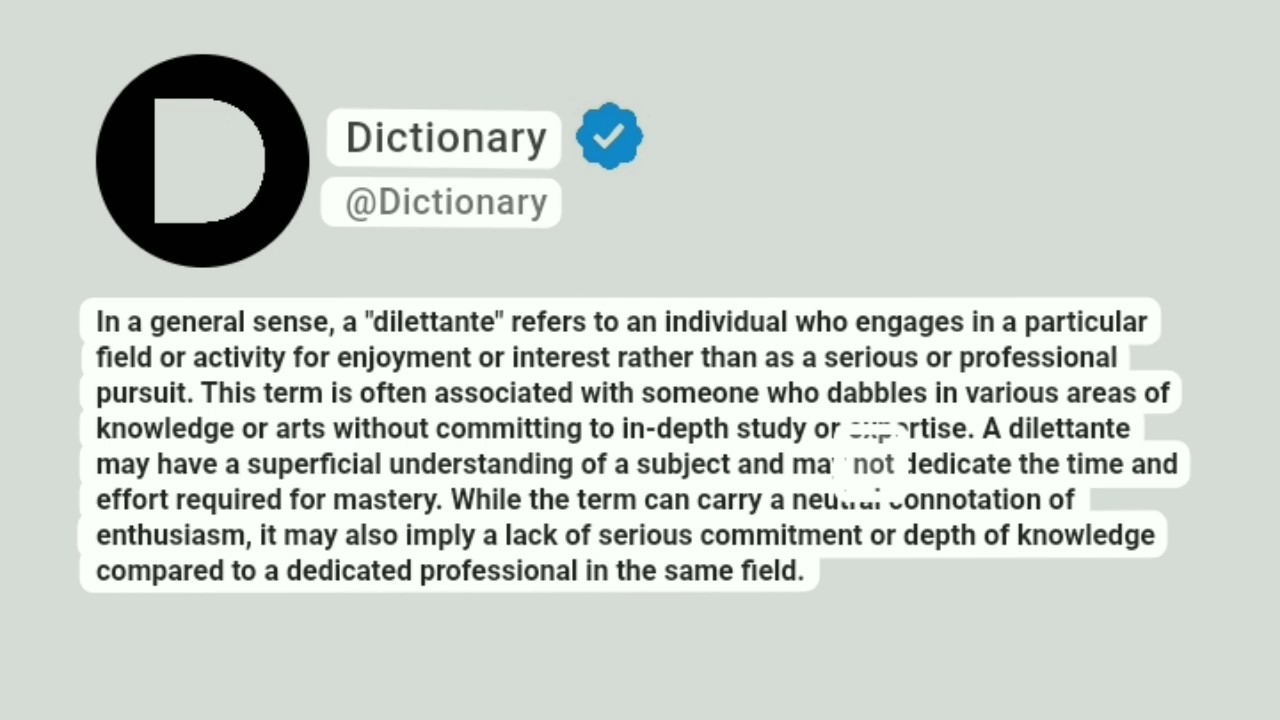 D
Dictionary
@Dictionary
In a general sense, a "dilettante" refers to an individual who engages in a particular
field or activity for enjoyment or interest rather than as a serious or professional
pursuit. This term is often associated with someone who dabbles in various areas of
knowledge or arts without committing to in-depth study or expertise. A dilettante
may have a superficial understanding of a subject and may not dedicate the time and
effort required for mastery. While the term can carry a neutral connotation of
enthusiasm, it may also imply a lack of serious commitment or depth of knowledge
compared to a dedicated professional in the same field.